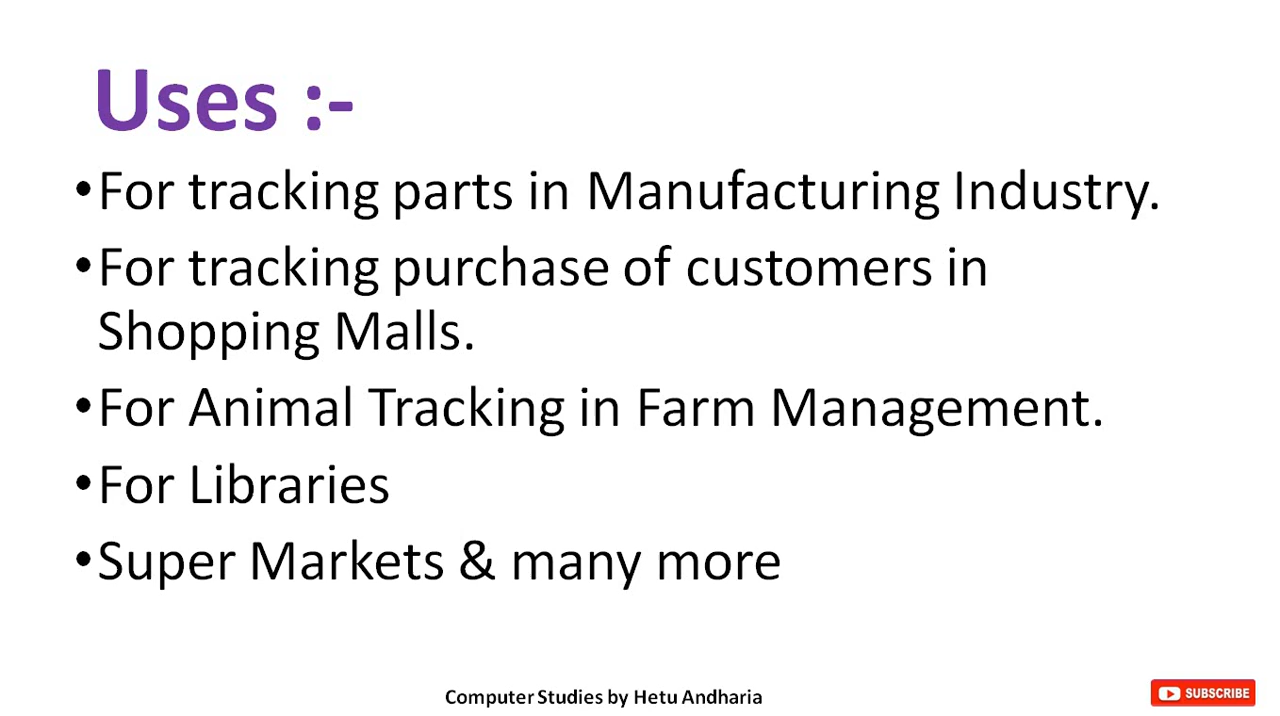 Uses :-
•For tracking parts in Manufacturing Industry.
•For tracking purchase of customers in
Shopping Malls.
•For Animal Tracking in Farm Management.
•For Libraries
•Super Markets & many more
Computer Studies by Hetu Andharia
SUBSCRIBE